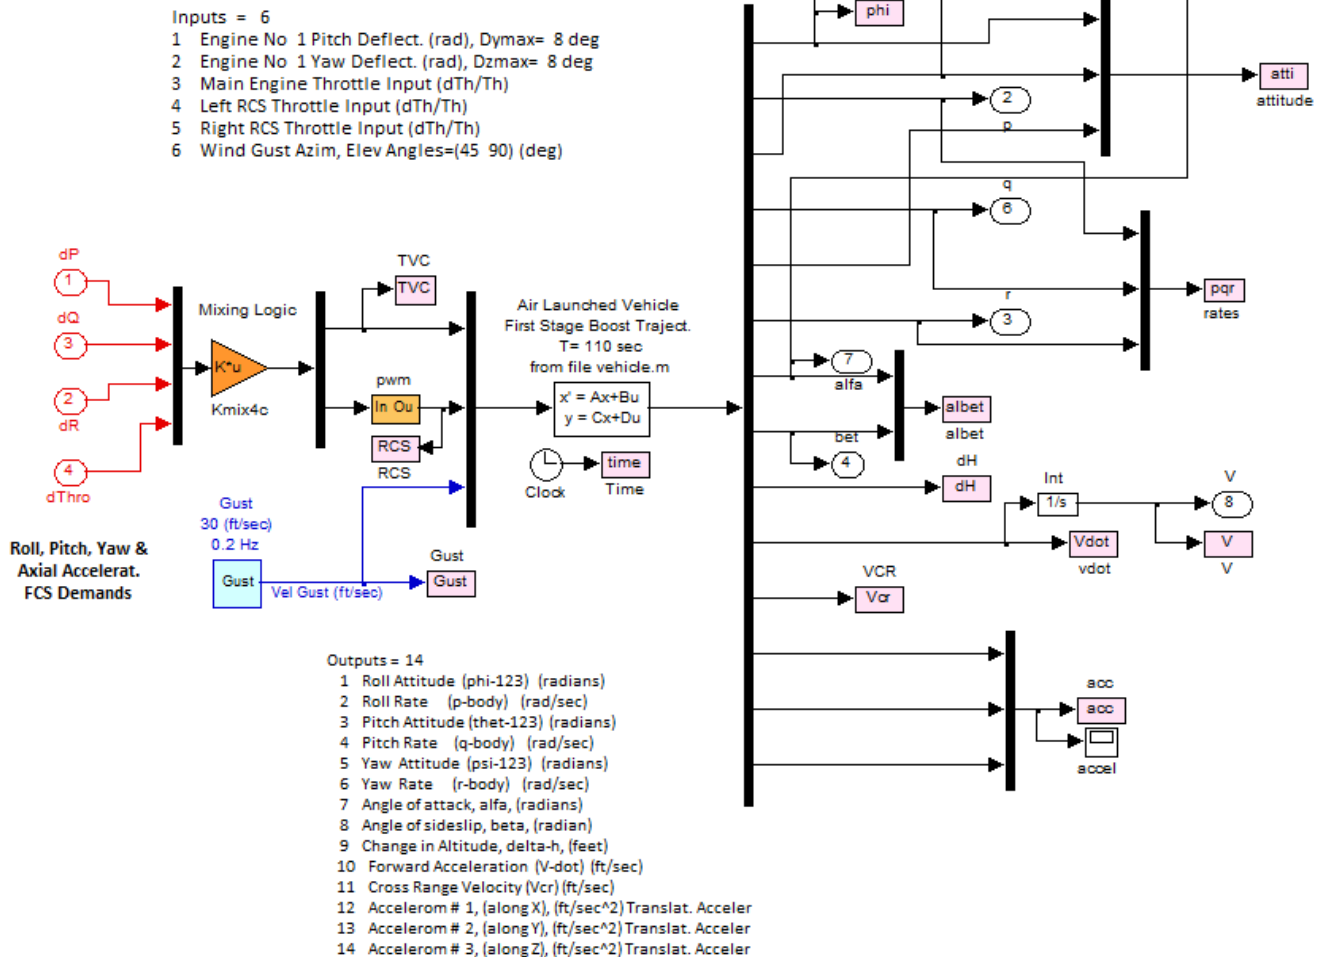 Inputs = 6
1 Engine No 1 Pitch Deflect. (rad), Dymax= 8 deg
2 Engine No 1 Yaw Deflect. (rad), Dzmax= 8 deg
3 Main Engine Throttle Input (dTh/Th)
4 Left RCS Throttle Input (dTh/Th)
5 Right RCS Throttle Input (dTh/Th)
6 Wind Gust Azim, Elev Angles=(45 90) (deg)
phi
atti
attitude
2
p
q
6
pqr
rates
r
3
dP
1
dQ
3
2
dR
4
dThro
Mixing Logic
K*u
Kmix4c
TVC
TVC
pwm
In Ou
RCS
RCS
Air Launched Vehicle
First Stage Boost Traject.
T= 110 sec
from file vehicle.m
x' = Ax+Bu
y = Cx+Du
Clock
time
Time
7
alfa
albet
albet
bet
4
dH
dH
Int
1/s
V
8
Vdot
vdot
V
V
Roll, Pitch, Yaw &
Axial Accelerat.
FCS Demands
Gust
30 (ft/sec)
0.2 Hz
Gust
Vel Gust (ft/sec)
Gust
Gust
VCR
Vcr
acc
acc
accel
Outputs = 14
1 Roll Attitude (phi-123) (radians)
2 Roll Rate (p-body) (rad/sec)
3 Pitch Attitude (thet-123) (radians)
4 Pitch Rate (q-body) (rad/sec)
5 Yaw Attitude (psi-123) (radians)
6 Yaw Rate (r-body) (rad/sec)
7 Angle of attack, alfa, (radians)
8 Angle of sideslip, beta, (radian)
9 Change in Altitude, delta-h, (feet)
10 Forward Acceleration (V-dot) (ft/sec)
11 Cross Range Velocity (Vcr) (ft/sec)
12 Accelerom # 1, (along X), (ft/sec^2) Translat. Acceler
13 Accelerom # 2, (along Y), (ft/sec^2) Translat. Acceler
14 Accelerom # 3, (along Z), (ft/sec^2) Translat. Acceler